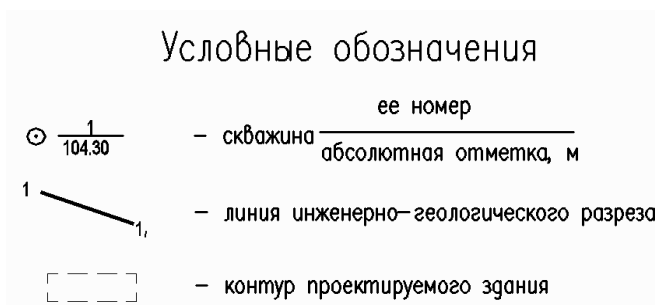 Условные обозначения
1
104.30
– скважина
ее номер
абсолютная отметка, м
1
1,
– линия инженерно-геологического разреза
– контур проектируемого здания